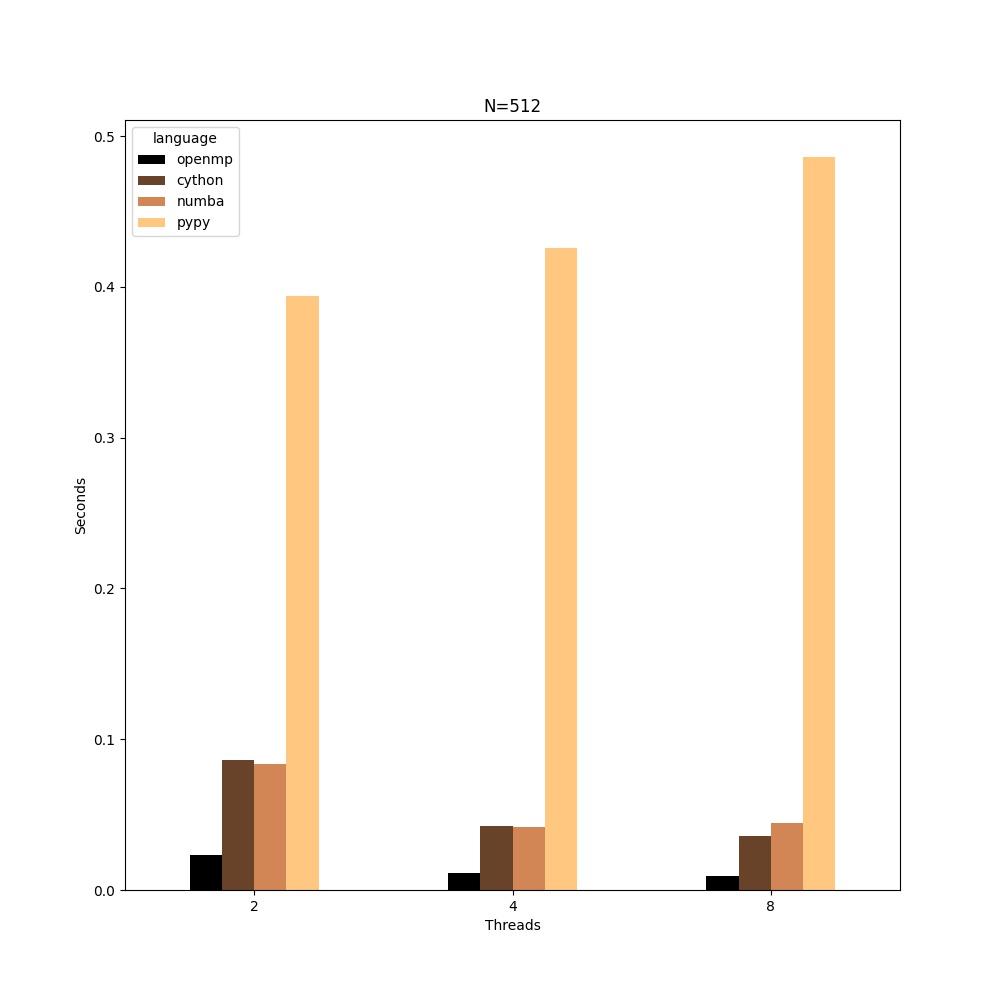 N=512
language
openmp
cython
numba
pypy
0.5
0.4
0.3
0.2
0.1
0.0
Seconds
2 4 8
Threads